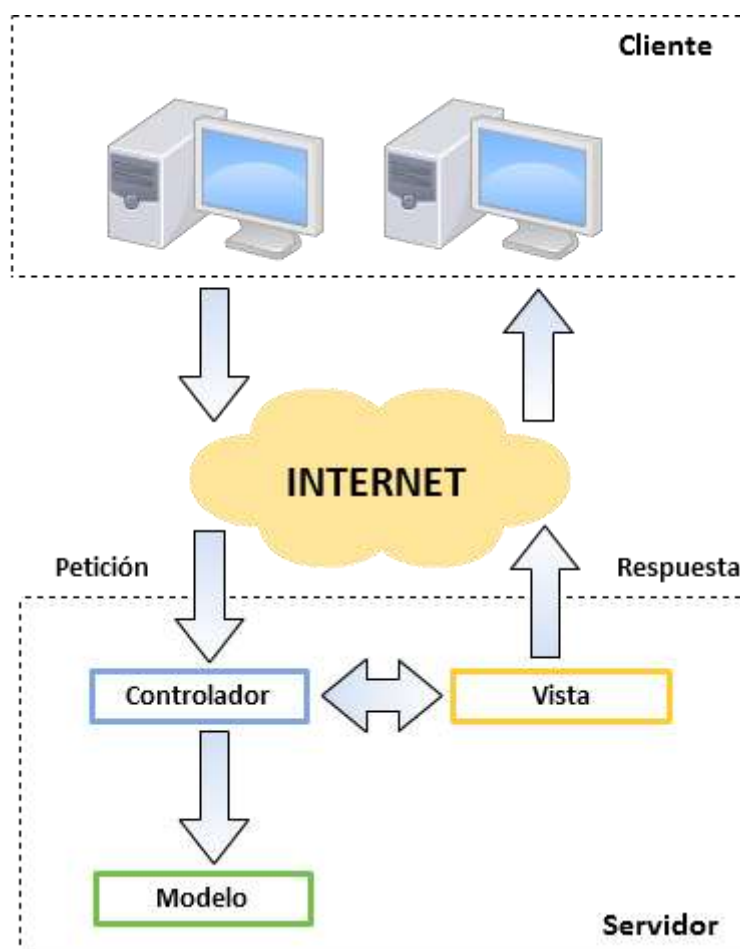 Cliente
INTERNET
Petición
Respuesta
Controlador
Vista
Modelo
Servidor